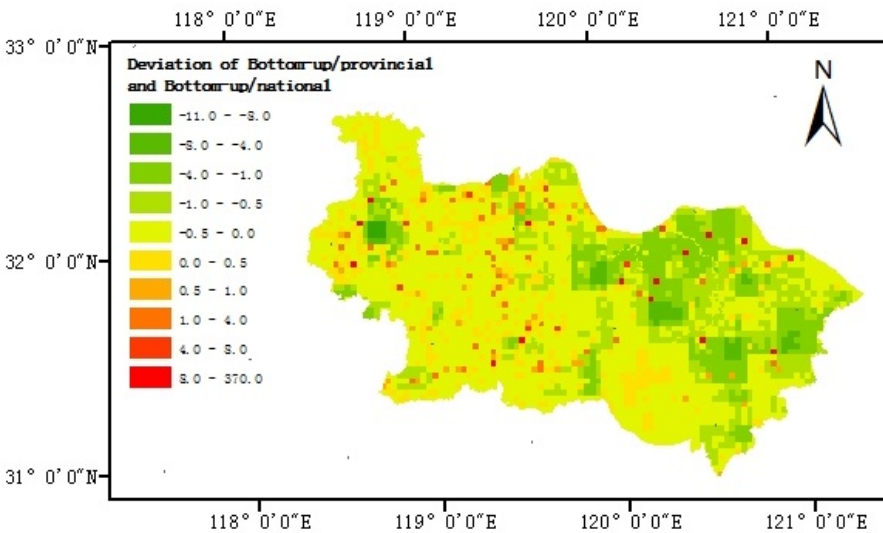 118° 0′0″E 119° 0′0″E 120° 0′0″E 121° 0′0″E
33° 0′0″N
Deviation of Bottom-up/provincial
and Bottom-up/national
N
-11.0 - -8.0
-8.0 - -4.0
-4.0 - -1.0
-1.0 - -0.5
-0.5 - 0.0
32° 0′0″N
0.0 - 0.5
0.5 - 1.0
1.0 - 4.0
4.0 - 8.0
8.0 - 370.0
31° 0′0″N
118° 0′0″E 119° 0′0″E 120° 0′0″E 121° 0′0″E